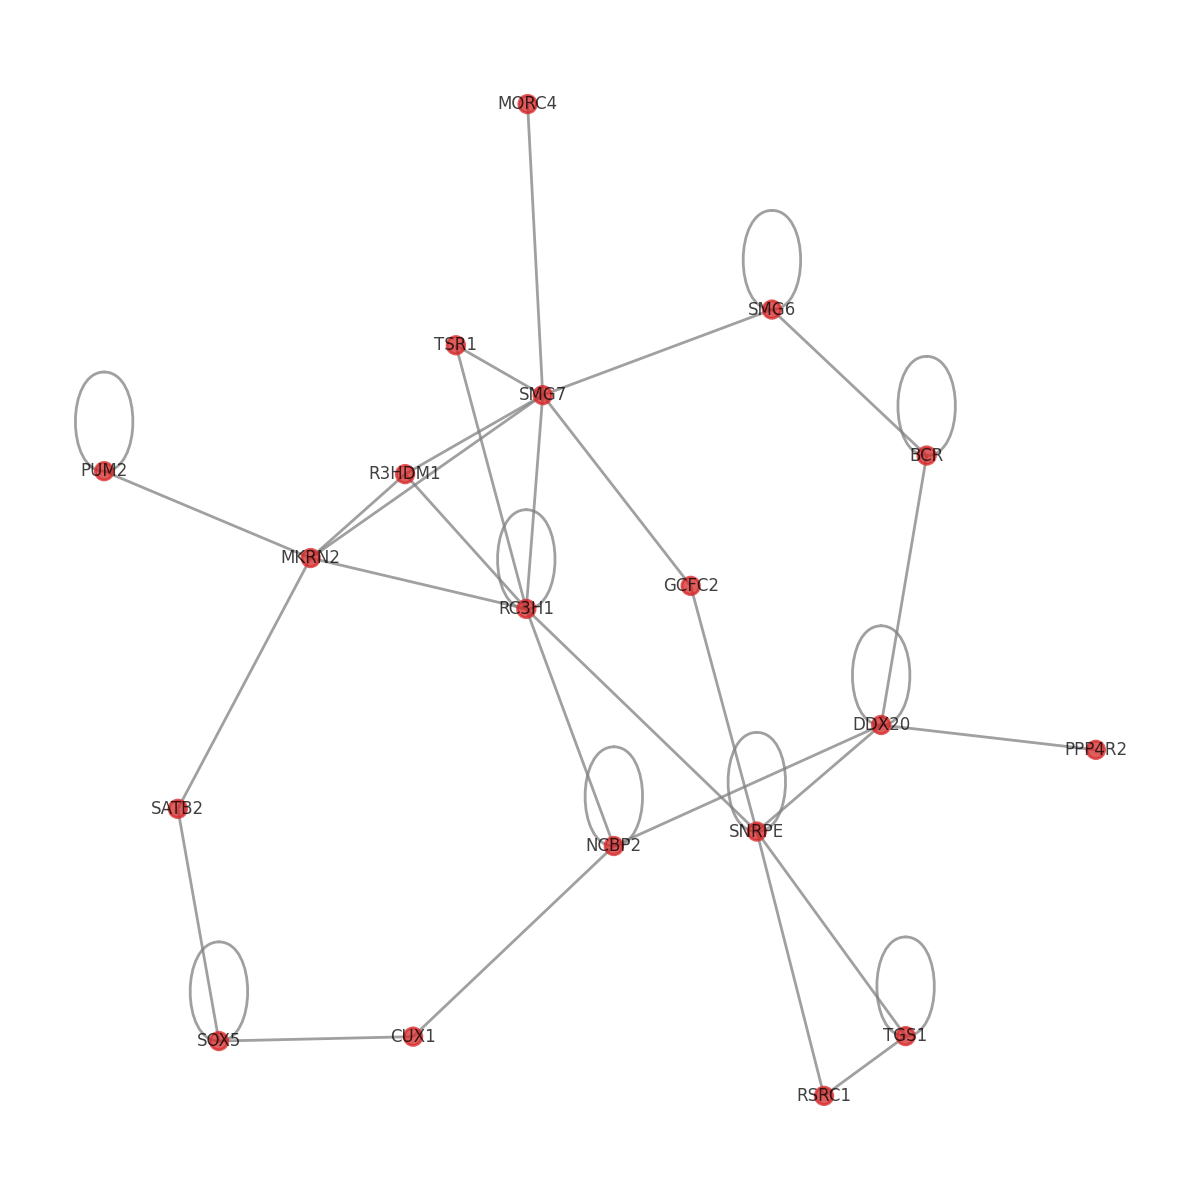 MORC4
SMG6
TSR1
SMG7
BCR
PUM2
R3HDM1
MKRN2
GCFC2
RC3H1
DDX20
PPP4R2
SATB2
SNRPE
NCBP2
TGS1
CUX1
SOX5
RSRC1